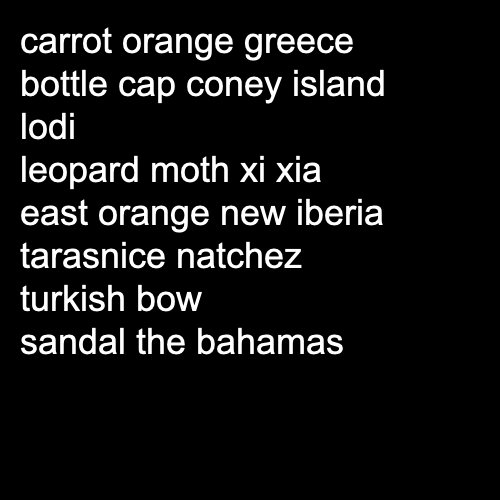 carrot orange greece
bottle cap coney island
lodi
leopard moth xi xia
east orange new iberia
tarasnice natchez
turkish bow
sandal the bahamas